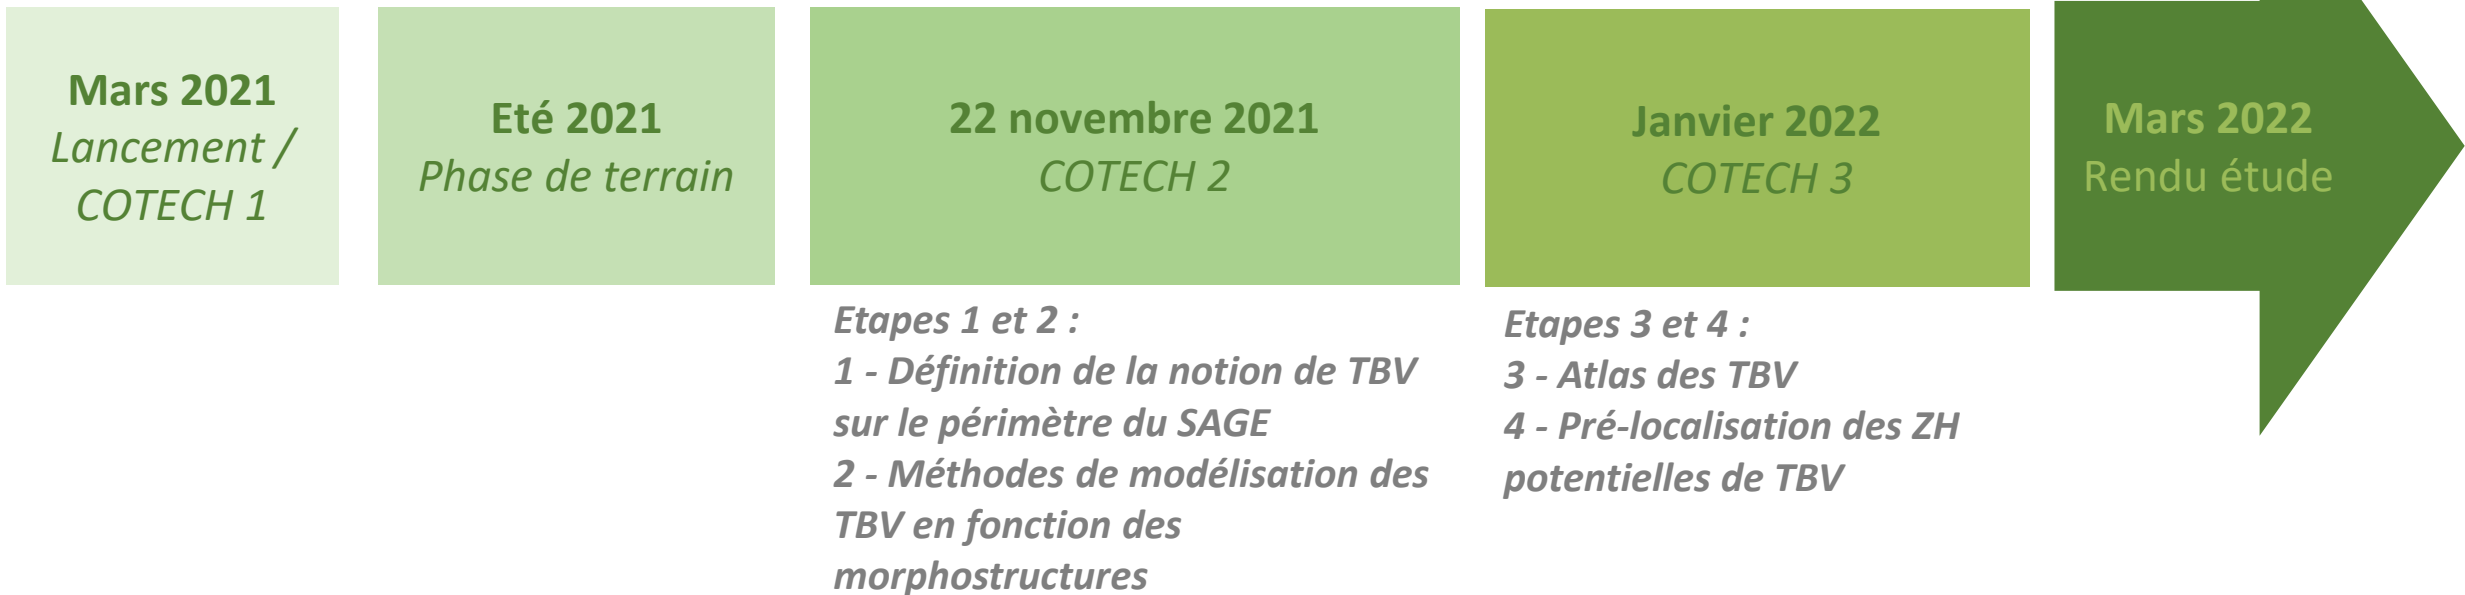 Mars 2021
Lancement /
COTECH 1
Eté 2021
Phase de terrain
22 novembre 2021
COTECH 2
Janvier 2022
COTECH 3
Mars 2022
Rendu étude
Etapes 1 et 2 :
1 - Définition de la notion de TBV
sur le périmètre du SAGE
2 - Méthodes de modélisation des
TBV en fonction des
morphostructures
Etapes 3 et 4 :
3 - Atlas des TBV
4 - Pré-localisation des ZH
potentielles de TBV